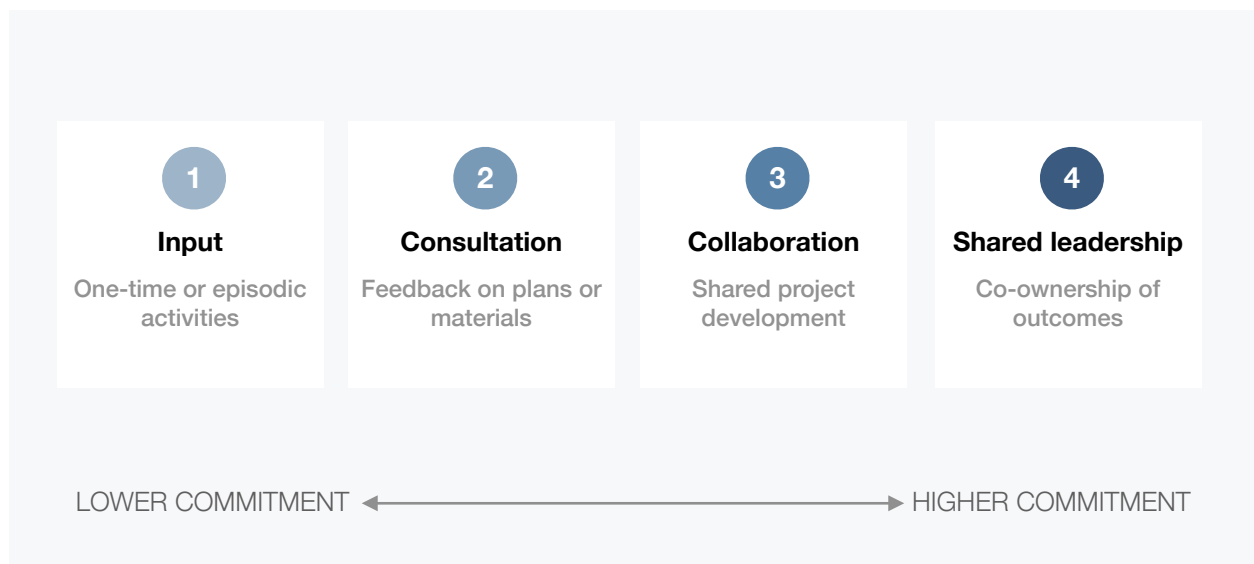 1
Input
One-time or episodic
activities
2
Consultation
Feedback on plans or
materials
3
Collaboration
Shared project
development
4
Shared leadership
Co-ownership of
outcomes
LOWER COMMITMENT
HIGHER COMMITMENT